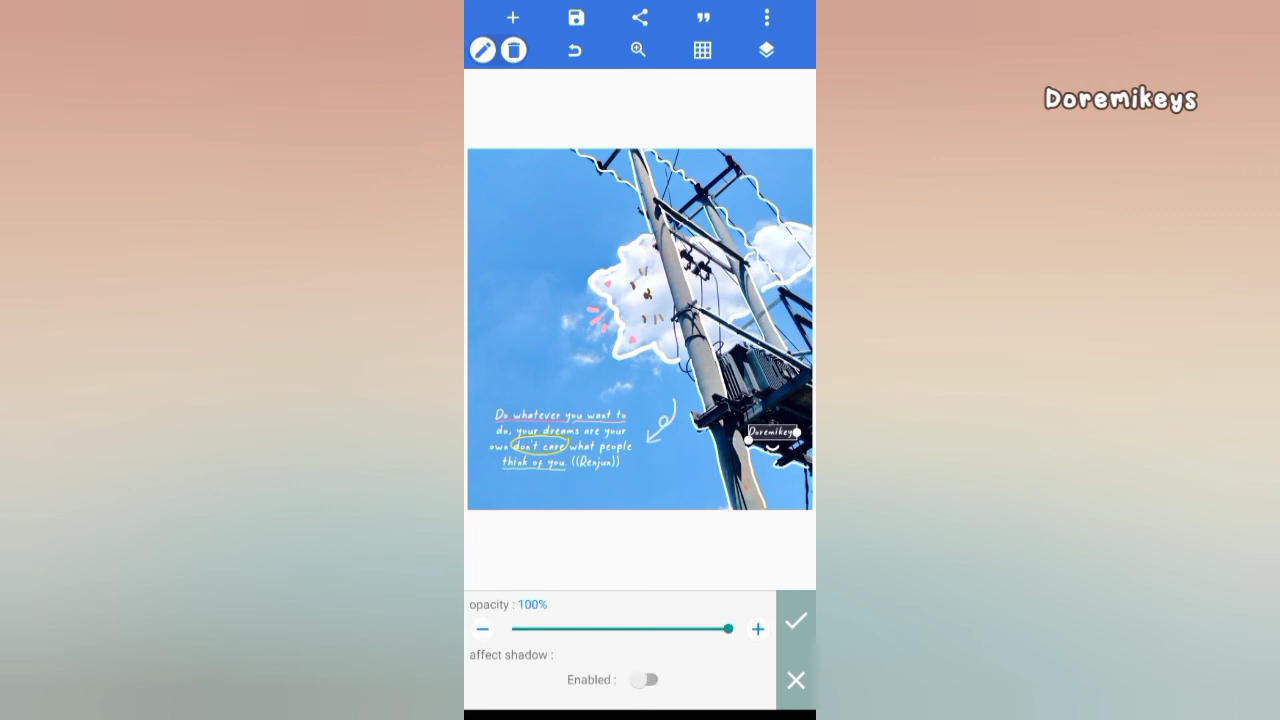 Doremikeys
Do whatever you want to
do, your dreams are your
own don't care what people
think of you. ((Renjun))
Doremikeys
opacity : 100%
affect shadow :
Enabled :